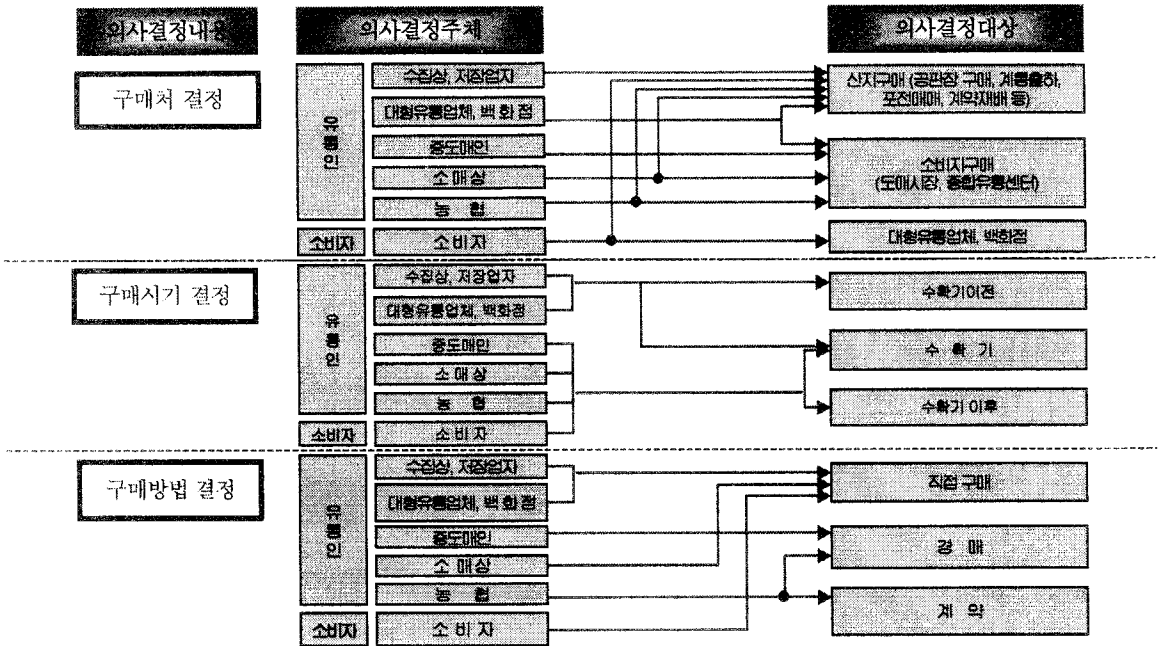 의사결정내용
의사결정주체
의사결정대상
구매처 결정
유통인
수집상, 저장업자
대형유통업체, 백화점
중도매인
소매상
농 협
소비자
소비자
산지구매 (공판장 구매, 계통출하,
포전매매, 계약재배 등)
소비지구매
(도매시장, 종합유통센터)
대형유통업체, 백화점
구매시기 결정
유통인
수집상, 저장업자
대형유통업체, 백화점
중도매인
소매상
농 협
소비자
소비자
수확기이전
수 확 기
수확기 이후
구매방법 결정
유통인
수집상, 저장업자
대형유통업체, 백화점
중도매인
소매상
농 협
소비자
소비자
직접 구매
경 매
계 약